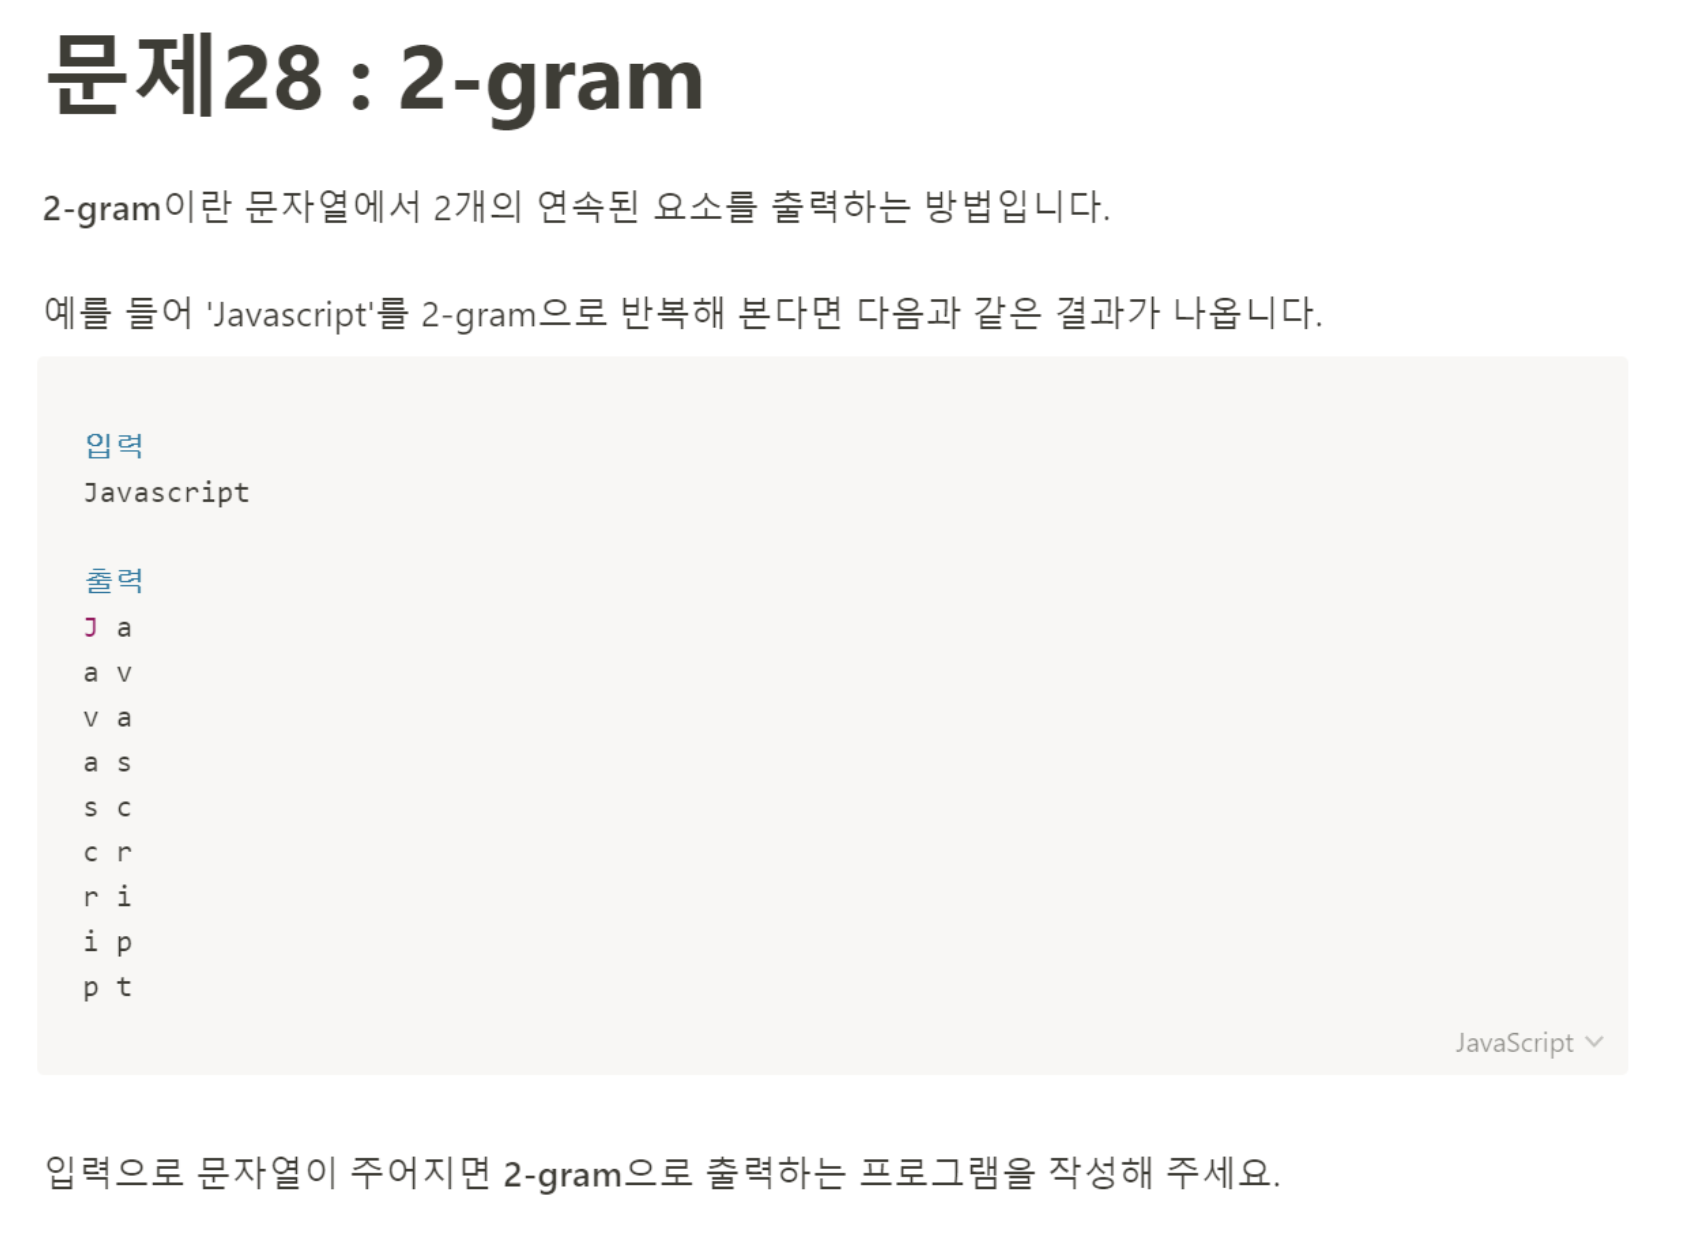 문제28 : 2-gram
2-gram이란 문자열에서 2개의 연속된 요소를 출력하는 방법입니다.
예를 들어 'Javascript'를 2-gram으로 반복해 본다면 다음과 같은 결과가 나옵니다.
입력
Javascript
출력
J a
a v
v a
a s
s c
c r
r i
i p
p t
JavaScript
입력으로 문자열이 주어지면 2-gram으로 출력하는 프로그램을 작성해 주세요.